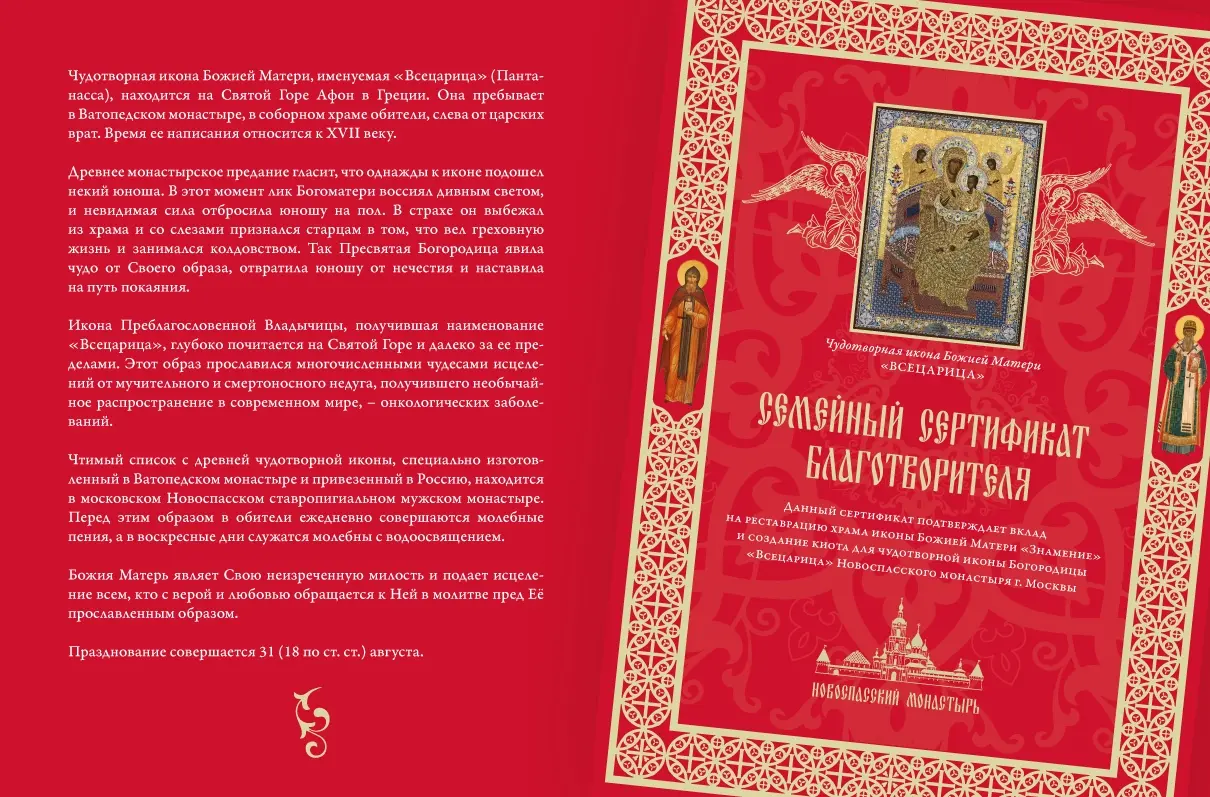 Чудотворная икона Божией Матери, именуемая «Всецарица» (Панта-
насса), находится на Святой Горе Афон в Греции. Она пребывает
в Ватопедском монастыре, в соборном храме обители, слева от царских
врат. Время ее написания относится к XVII веку.
Древнее монастырское предание гласит, что однажды к иконе подошел
некий юноша. В этот момент лик Богоматери воссиял дивным светом,
и невидимая сила отбросила юношу на пол. В страхе он выбежал
из храма и со слезами признался старцам в том, что вел греховную
жизнь и занимался колдовством. Так Пресвятая Богородица явила
чудо от Своего образа, отвратила юношу от нечестия и наставила
на путь покаяния.
Икона Преблагословенной Владычицы, получившая наименование
«Всецарица», глубоко почитается на Святой Горе и далеко за ее пре-
делами. Этот образ прославился многочисленными чудесами исцеле-
ний от мучительного и смертоносного недуга, получившего необычай-
ное распространение в современном мире, – онкологических заболе-
ваний.
Чтимый список с древней чудотворной иконы, специально изготов-
ленный в Ватопедском монастыре и привезенный в Россию, находится
в московском Новоспасском ставропигиальном мужском монастыре.
Перед этим образом в обители ежедневно совершаются молебные
пения, а в воскресные дни служатся молебны с водоосвящением.
Божия Матерь являет Свою неизреченную милость и подает исцеле-
ние всем, кто с верой и любовью обращается к Ней в молитве пред Её
прославленным образом.
Празднование совершается 31 (18 по ст. ст.) августа.
Чудотворная икона Божией Матери
«ВСЕЦАРИЦА»
СЕМЕЙНЫЙ СЕРТИФИКАТ
БЛАГОТВОРИТЕЛЯ
Данный сертификат подтверждает вклад
на реставрацию храма иконы Божией Матери «Знамение»
и создание киота для чудотворной иконы Богородицы
«Всецарица» Новоспасского монастыря г. Москвы
НОВОСПАССКИЙ МОНАСТЫРЬ